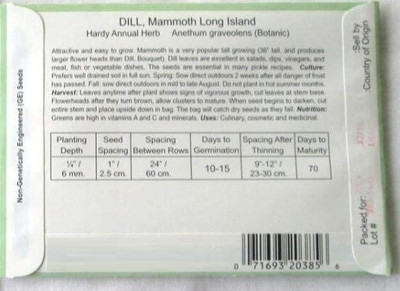 DILL, Mammoth Long Island
Hardy Annual Herb Anethum graveolens (Botanic)
Attractive and easy to grow. Mammoth is a very popular tall growing (36" tall, and produces
larger flower heads than Dill, Bouquet). Dill leaves are excellent in salads, dips, vinegars, and
meat, fish or vegetable dishes. The seeds are essential in many pickle recipes. Culture:
Prefers well drained soil in full sun. Spring: Sow direct outdoors 2 weeks after all danger of frost
has passed. Fall: sow direct outdoors in mid to late August. Do not plant in hot summer months.
Harvest: Leaves anytime after plant shows signs of vigorous growth, cut leaves at stem base.
Flowerheads after they turn brown, allow clusters to mature. When seed begins to darken, cut
entire stem and place upside down in bag. The bag will catch dry seeds as they fall. Nutrition:
Greens are high in vitamins A and C and minerals. Uses: Culinary, cosmetic and medicinal.
Planting Seed Spacing Days to Spacing After Days to
Depth Spacing Between Rows Germination Thinning Maturity
¼" / 1" / 24" / 10-15 9"-12" / 70
6 mm. 2.5 cm. 60 cm. 23-30 cm.
Non-Genetically Engineered (GE) Seeds
Sell by:
Country of Origin:
Packed for:
Lot #
0 71693 20385 6